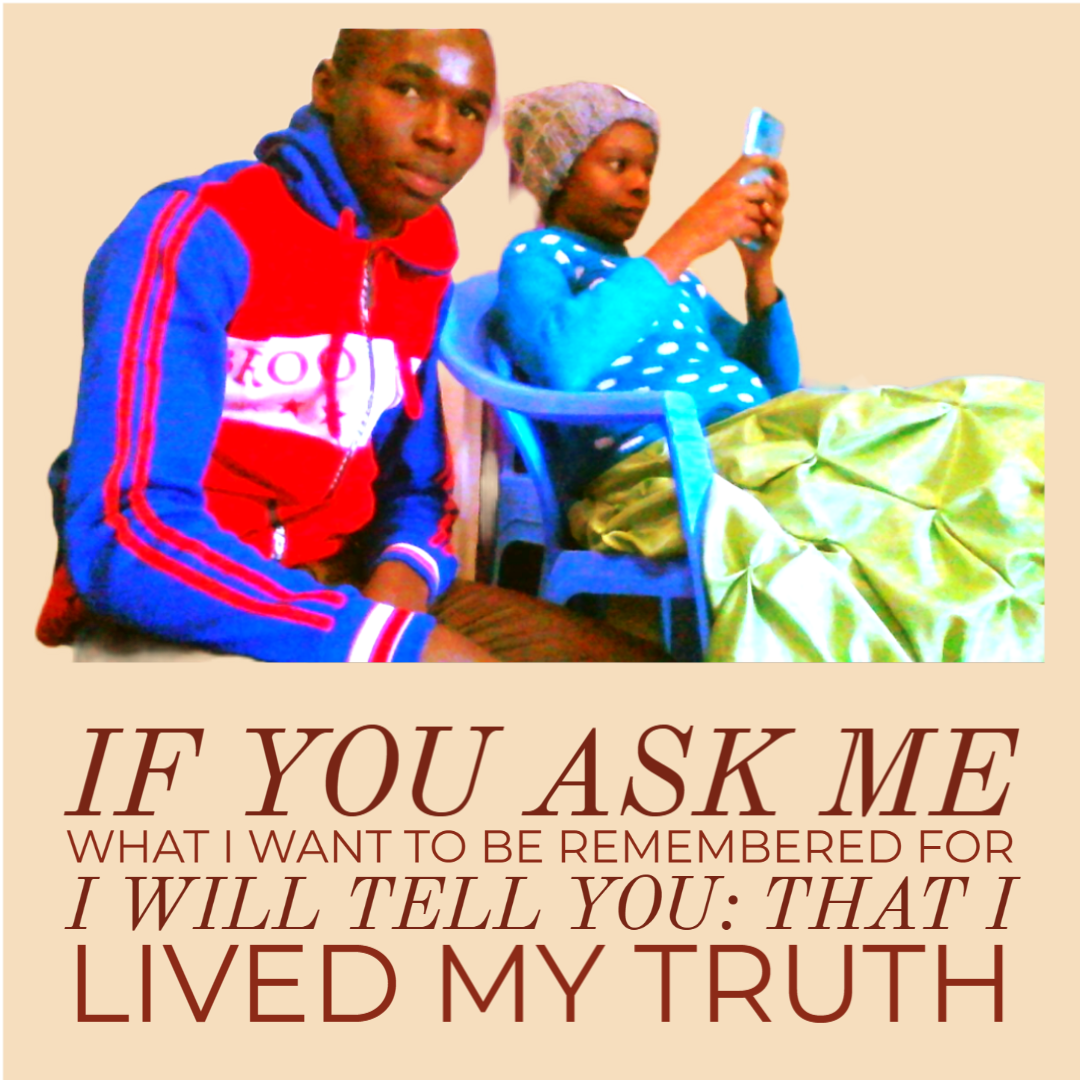 IF YOU ASK ME
WHAT I WANT TO BE REMEMBERED FOR
I WILL TELL YOU: THAT I
LIVED MY TRUTH